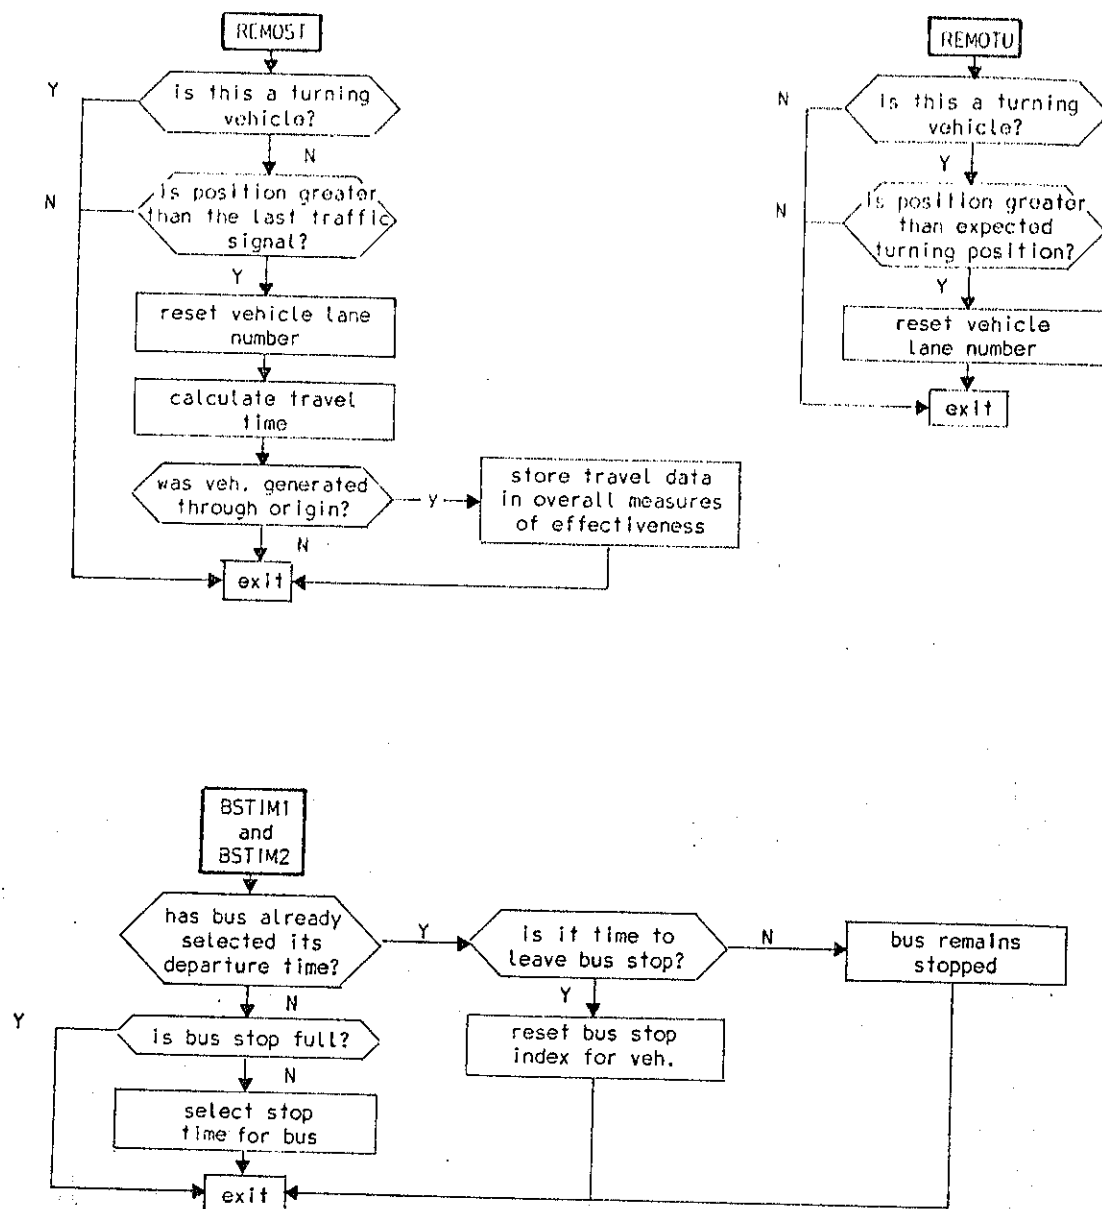 REMOST
Y
is this a turning
vehicle?
N
N
is position greater
than the last traffic
signal?
Y
reset vehicle lane
number
calculate travel
time
was veh. generated
through origin?
y
store travel data
in overall measures
of effectiveness
N
exit
REMOTU
N
is this a turning
vehicle?
Y
N
is position greater
than expected
turning position?
Y
reset vehicle
lane number
exit
BSTIM1
and
BSTIM2
has bus already
selected its
departure time?
Y
is it time to
leave bus stop?
N
bus remains
stopped
N
Y
Y
is bus stop full?
reset bus stop
index for veh.
N
select stop
time for bus
exit